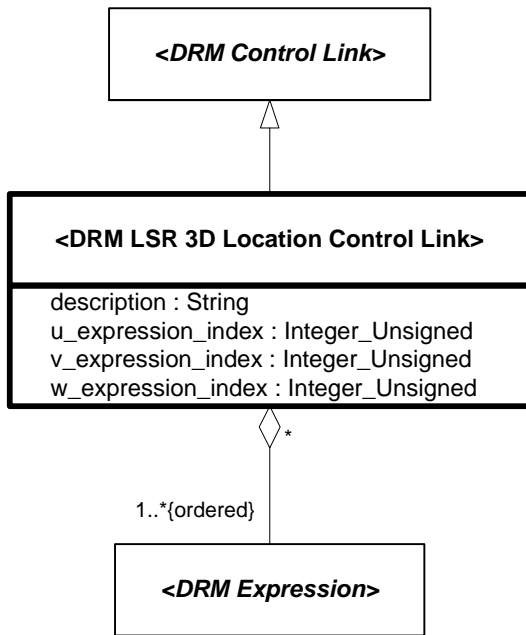 <DRM Control Link>
<DRM LSR 3D Location Control Link>
description : String
u_expression_index : Integer_Unsigned
v_expression_index : Integer_Unsigned
w_expression_index : Integer_Unsigned
*
1..*{ordered}
<DRM Expression>